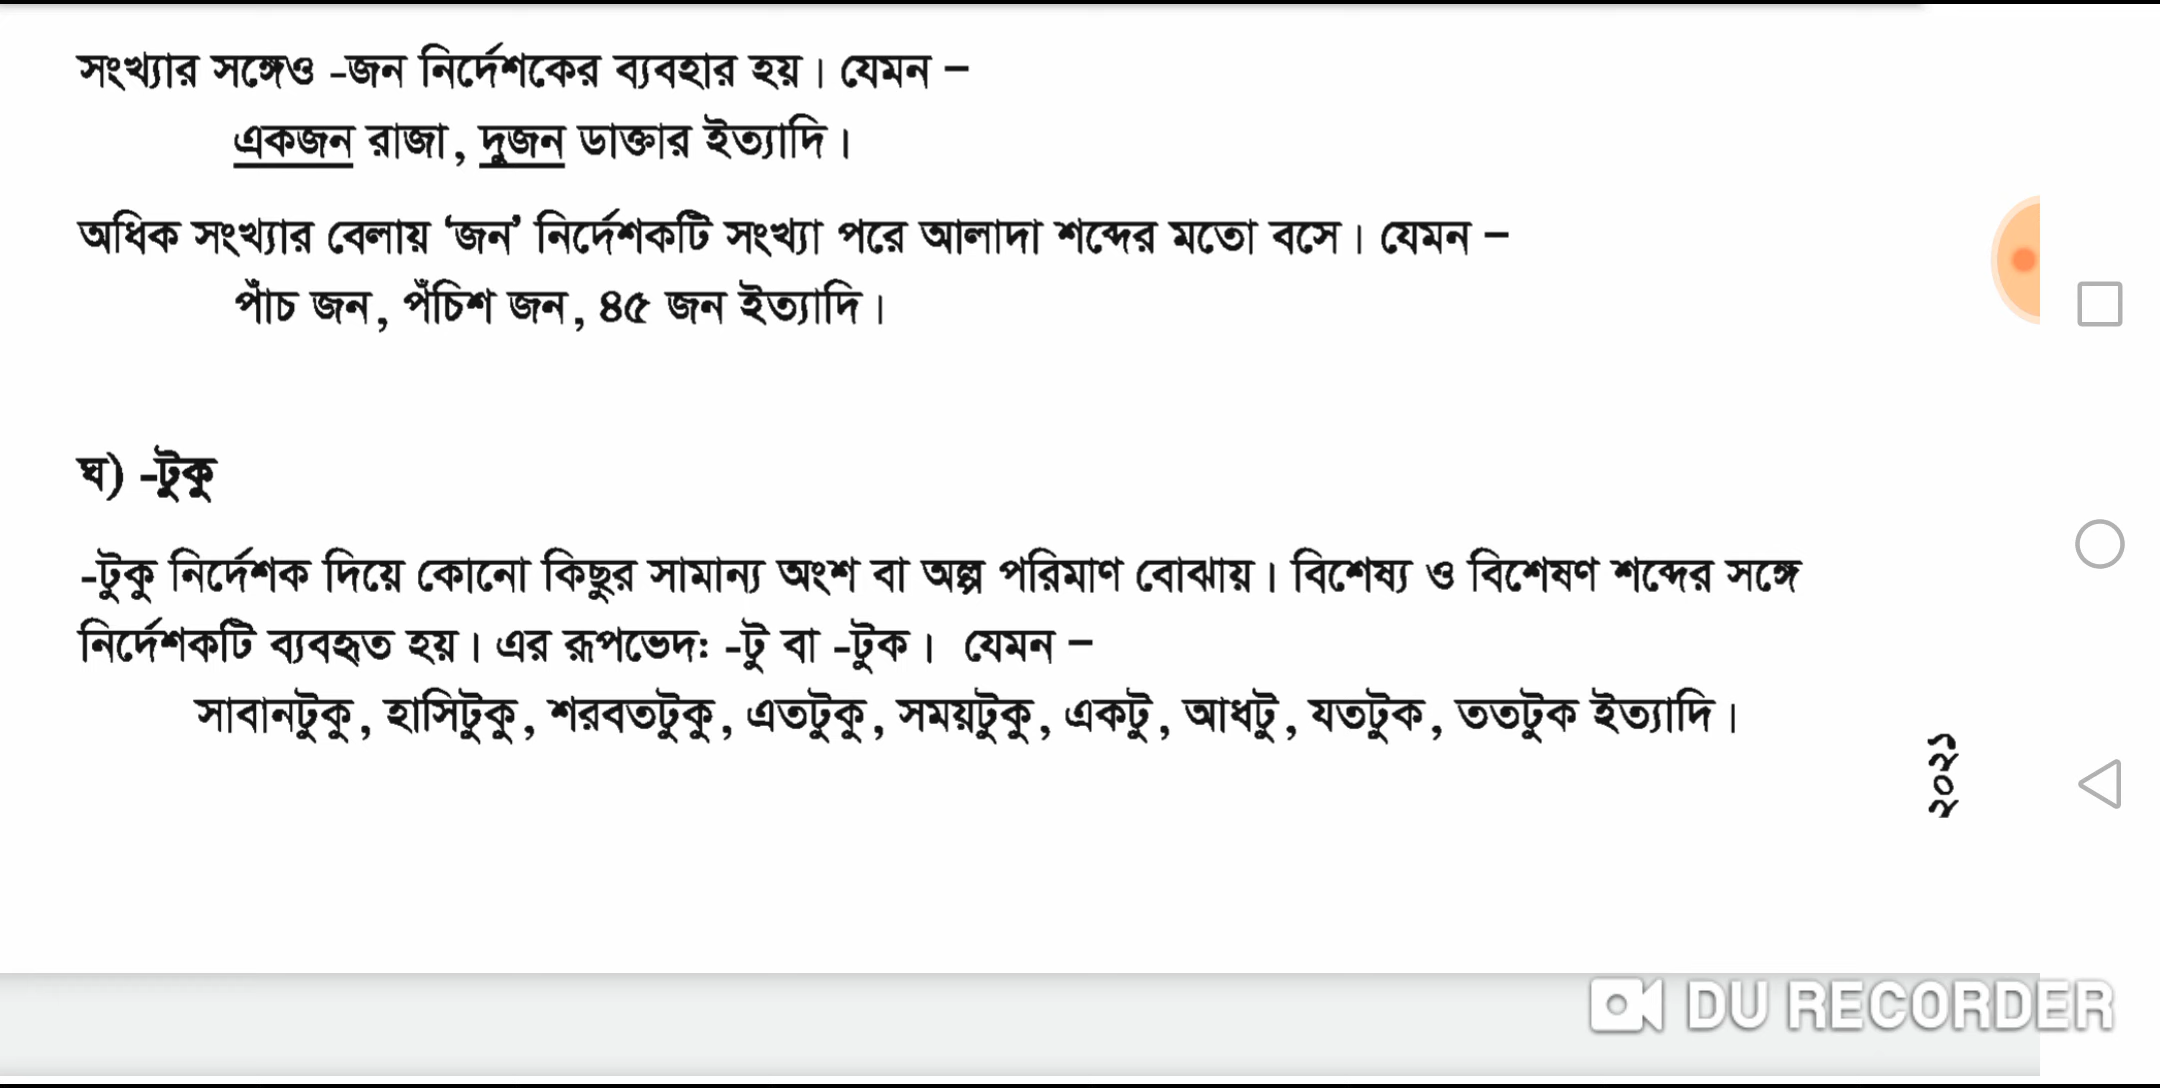 সংখ্যার সঙ্গেও -জন নির্দেশকের ব্যবহার হয়। যেমন –
একজন রাজা, দুজন ডাক্তার ইত্যাদি।
অধিক সংখ্যার বেলায় ‘জন’ নির্দেশকটি সংখ্যা পরে আলাদা শব্দের মতো বসে। যেমন –
পাঁচ জন, পঁচিশ জন, ৪৫ জন ইত্যাদি।
ঘ) -টুকু
-টুকু নির্দেশক দিয়ে কোনো কিছুর সামান্য অংশ বা অল্প পরিমাণ বোঝায়। বিশেষ্য ও বিশেষণ শব্দের সঙ্গে
নির্দেশকটি ব্যবহৃত হয়। এর রূপভেদঃ -টু বা -টুক। যেমন –
সাবানটুকু, হাসিটুকু, শরবতটুকু, এতটুকু, সময়টুকু, একটু, আধটু, যতটুক, ততটুক ইত্যাদি।
২০২১
DU RECORDER